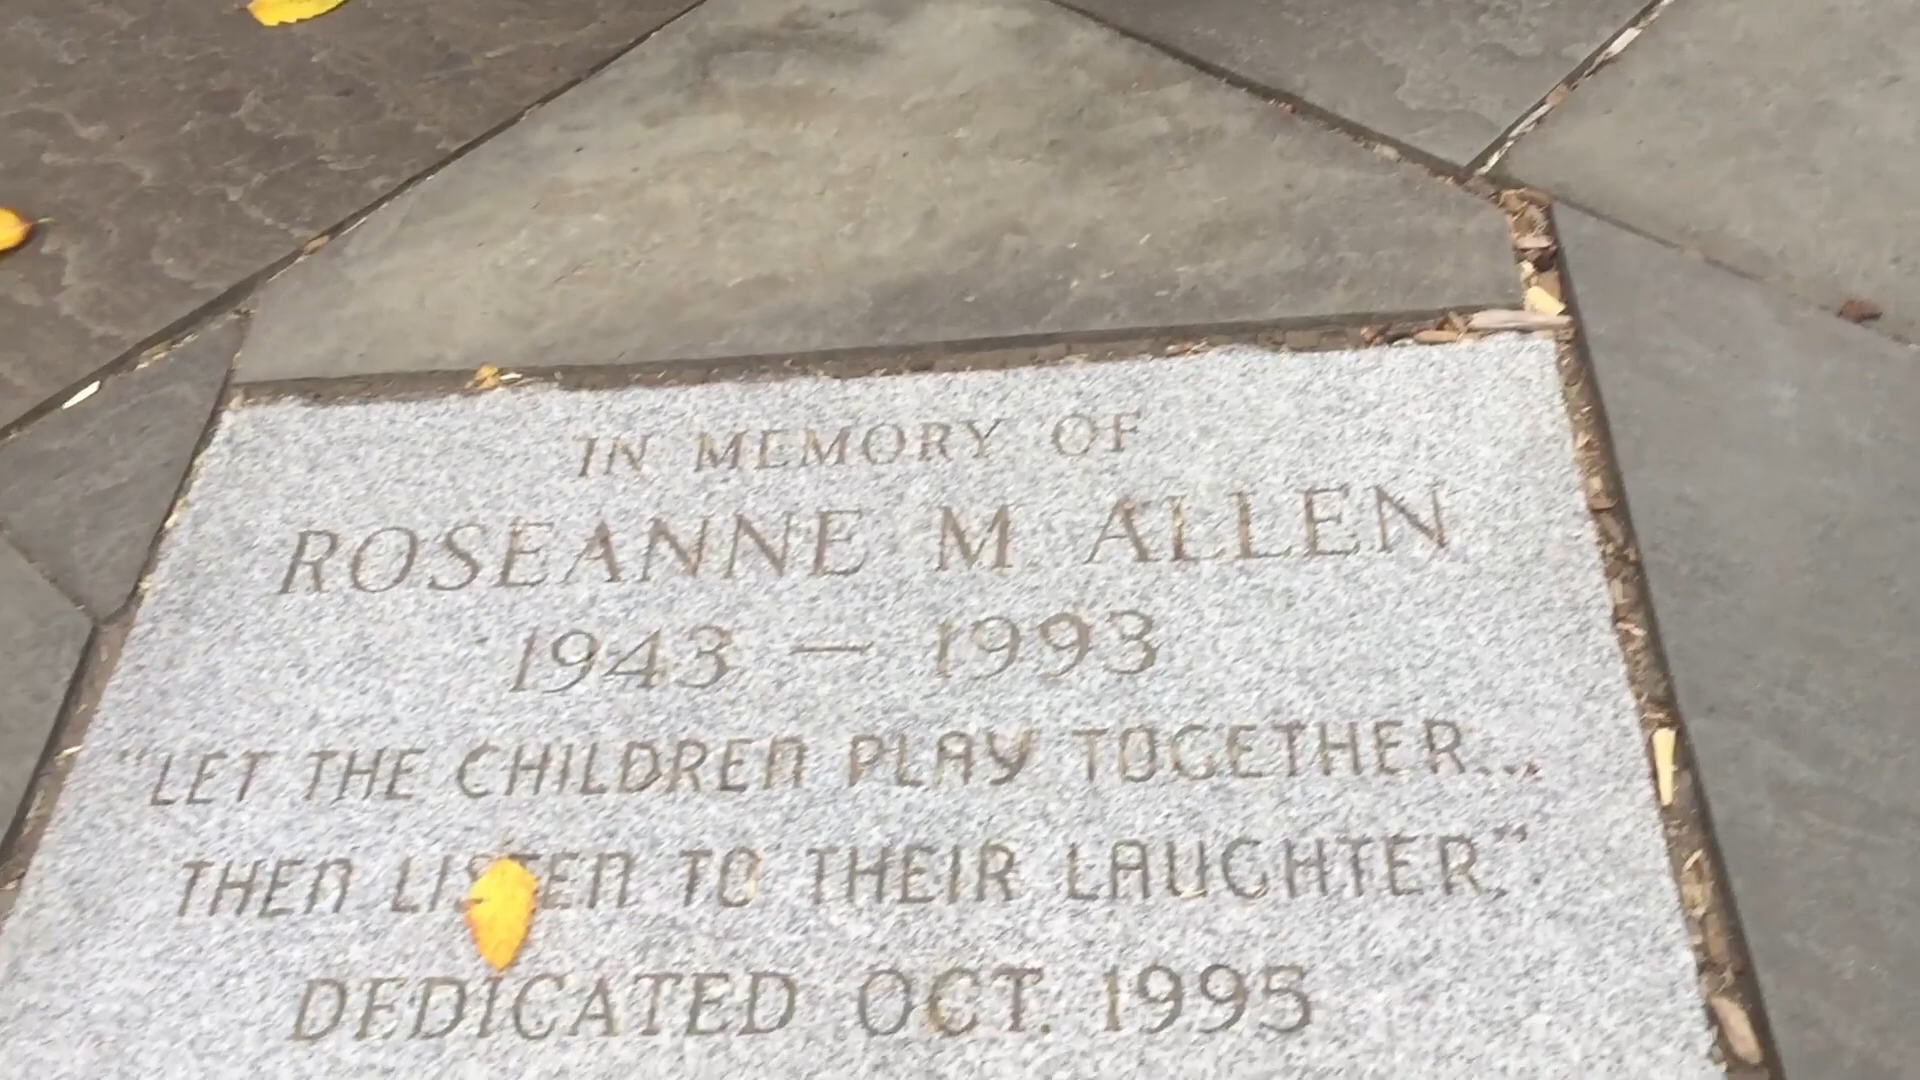 IN MEMORY OF
ROSEANNE M. ALLEN
1943 — 1993
"LET THE CHILDREN PLAY TOGETHER...
THEN LISTEN TO THEIR LAUGHTER."
DEDICATED OCT. 1995